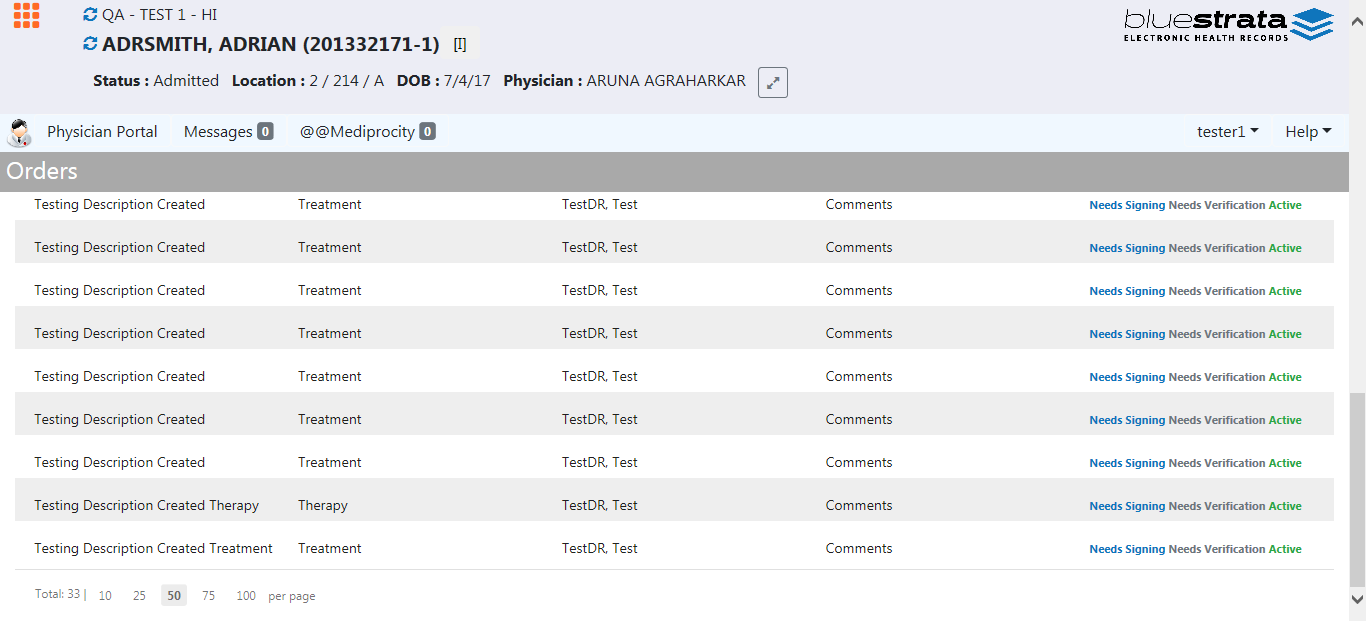 QA - TEST 1 - HI
ADRSMITH, ADRIAN (201332171-1) [I]
Status : Admitted Location : 2 / 214 / A DOB : 7/4/17 Physician : ARUNA AGRAHARKAR
bluestrata
ELECTRONIC HEALTH RECORDS
Physician Portal Messages 0 @@Mediprocity 0 tester1 Help
Orders
Testing Description Created Treatment TestDR, Test Comments Needs Signing Needs Verification Active
Testing Description Created Treatment TestDR, Test Comments Needs Signing Needs Verification Active
Testing Description Created Treatment TestDR, Test Comments Needs Signing Needs Verification Active
Testing Description Created Treatment TestDR, Test Comments Needs Signing Needs Verification Active
Testing Description Created Treatment TestDR, Test Comments Needs Signing Needs Verification Active
Testing Description Created Treatment TestDR, Test Comments Needs Signing Needs Verification Active
Testing Description Created Treatment TestDR, Test Comments Needs Signing Needs Verification Active
Testing Description Created Therapy Therapy TestDR, Test Comments Needs Signing Needs Verification Active
Testing Description Created Treatment Treatment TestDR, Test Comments Needs Signing Needs Verification Active
Total: 33 | 10 25 50 75 100 per page